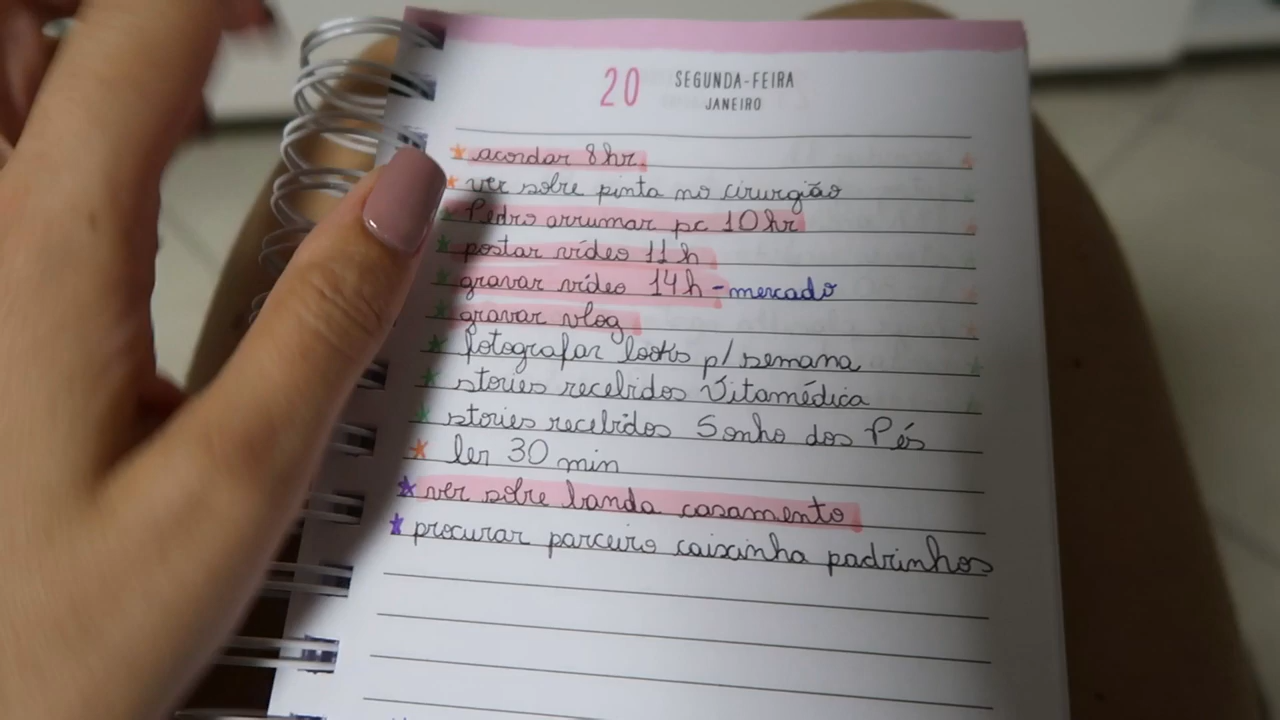 20 SEGUNDA-FEIRA
JANEIRO
acordar 8hr
ver sobre pinta no cirurgião
Pedro arrumar pc 10hr
postar vídeo 11h
gravar vídeo 14h - mercado
gravar vlog
fotografar looks p/ semana
stories recebidos Vitamédica
stories recebidos Sonho dos Pés
ler 30 min
ver sobre banda casamento
procurar parceiro caixinha padrinhos